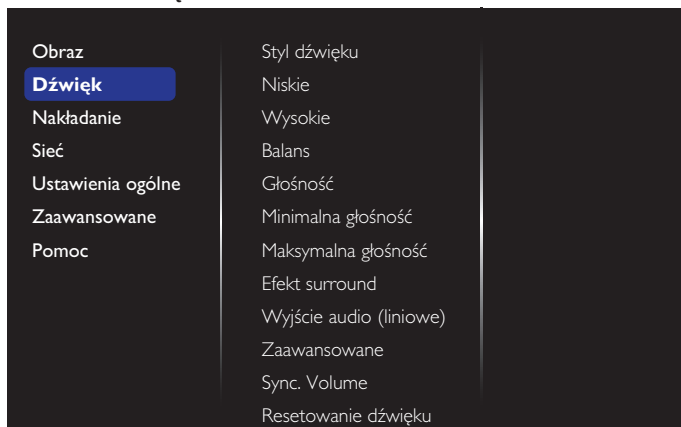 Obraz
Dźwięk
Nakładanie
Sieć
Ustawienia ogólne
Zaawansowane
Pomoc
Styl dźwięku
Niskie
Wysokie
Balans
Głośność
Minimalna głośność
Maksymalna głośność
Efekt surround
Wyjście audio (liniowe)
Zaawansowane
Sync. Volume
Resetowanie dźwięku